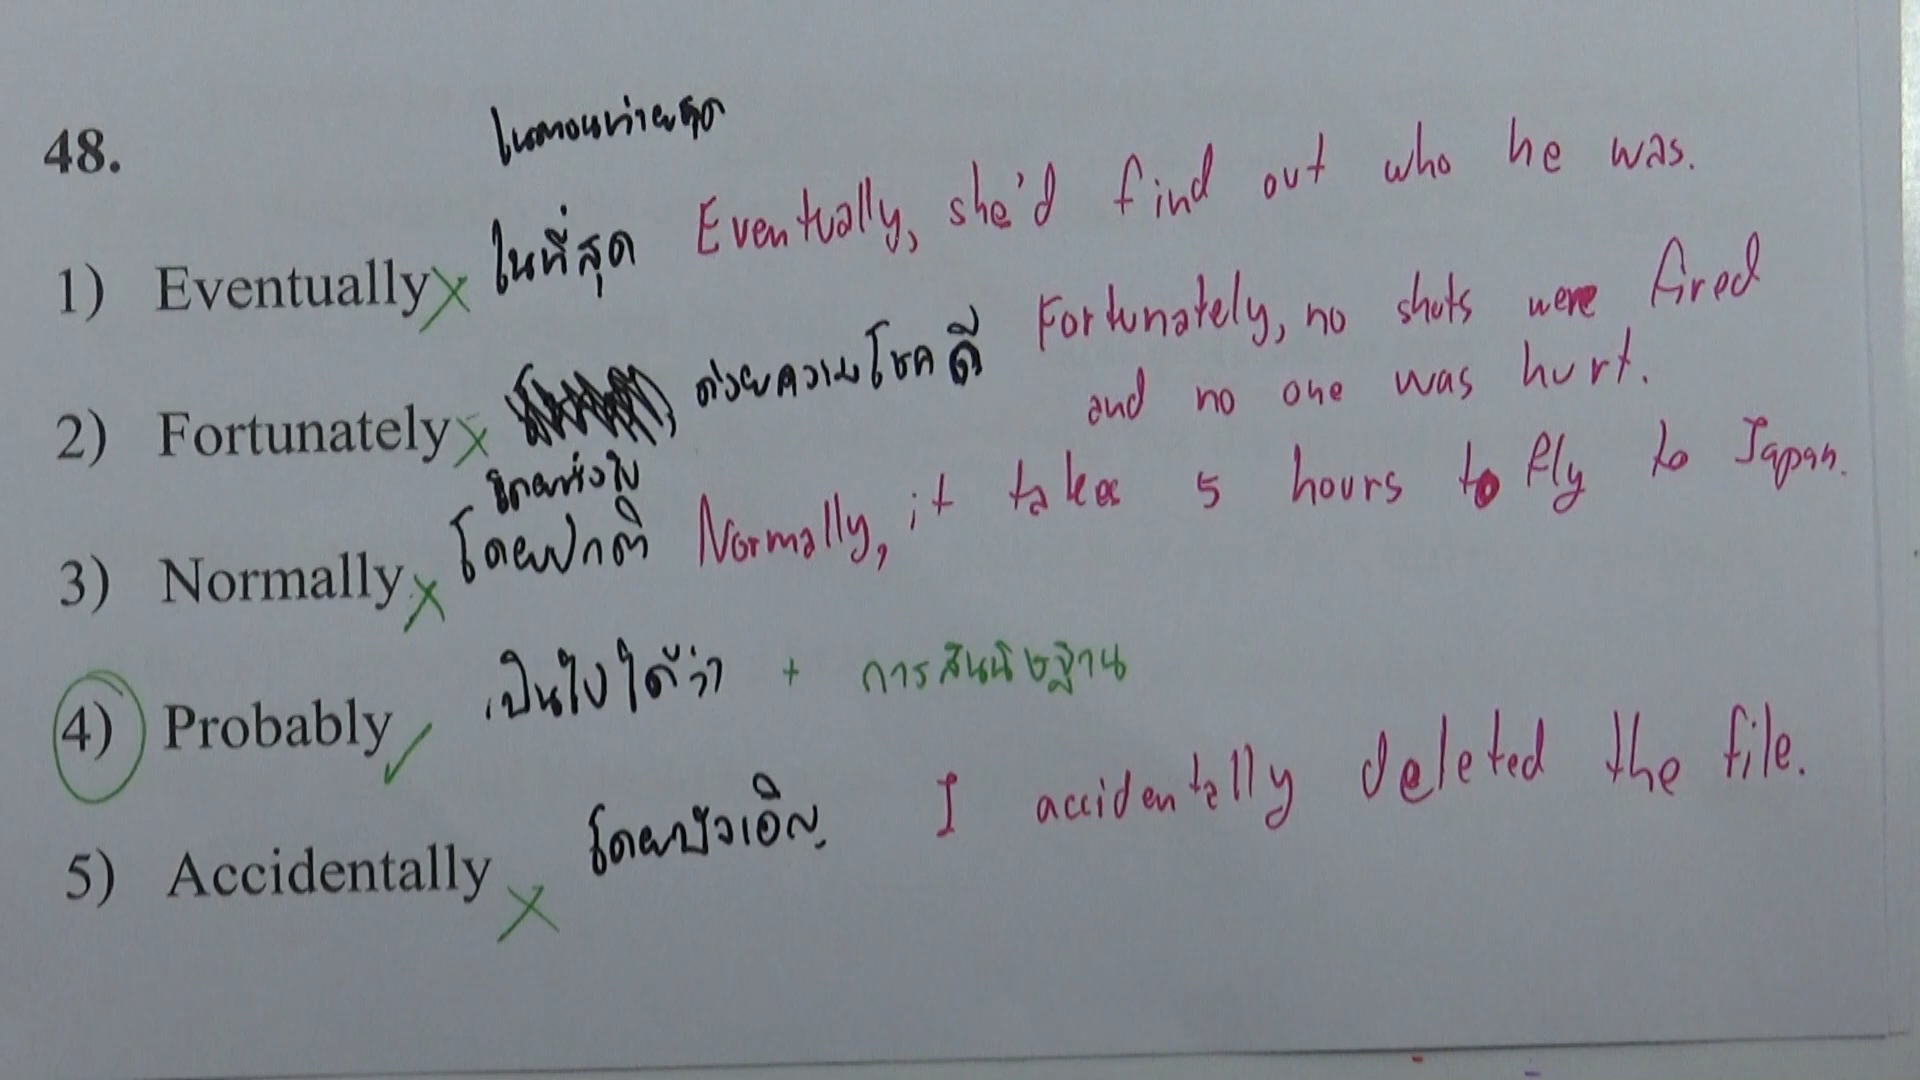 48.
ในตอนท้ายสุด
1) Eventually × ในที่สุด Eventually, she'd find out who he was.
2) Fortunately × ด้วยความโชคดี Fortunately, no shots were fired
and no one was hurt.
โดยทั่วไป
3) Normally × โดยปกติ Normally, it takes 5 hours to fly to Japan.
4) Probably ✓ เป็นไปได้ว่า + การสันนิษฐาน
5) Accidentally × โดยบังเอิญ I accidentally deleted the file.